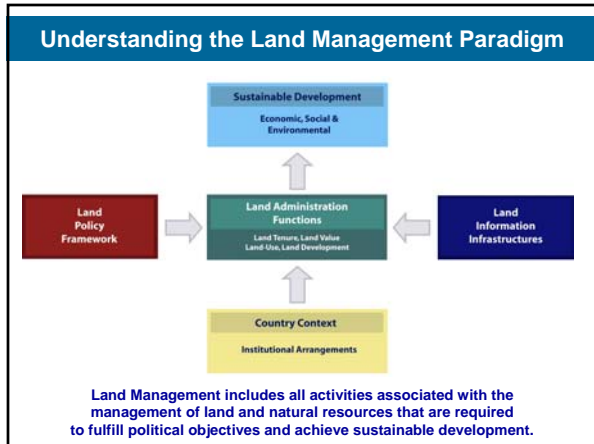 Understanding the Land Management Paradigm
Sustainable Development
Economic, Social &
Environmental
Land
Policy
Framework
Land Administration
Functions
Land Tenure, Land Value
Land-Use, Land Development
Land
Information
Infrastructures
Country Context
Institutional Arrangements
Land Management includes all activities associated with the
management of land and natural resources that are required
to fulfill political objectives and achieve sustainable development.